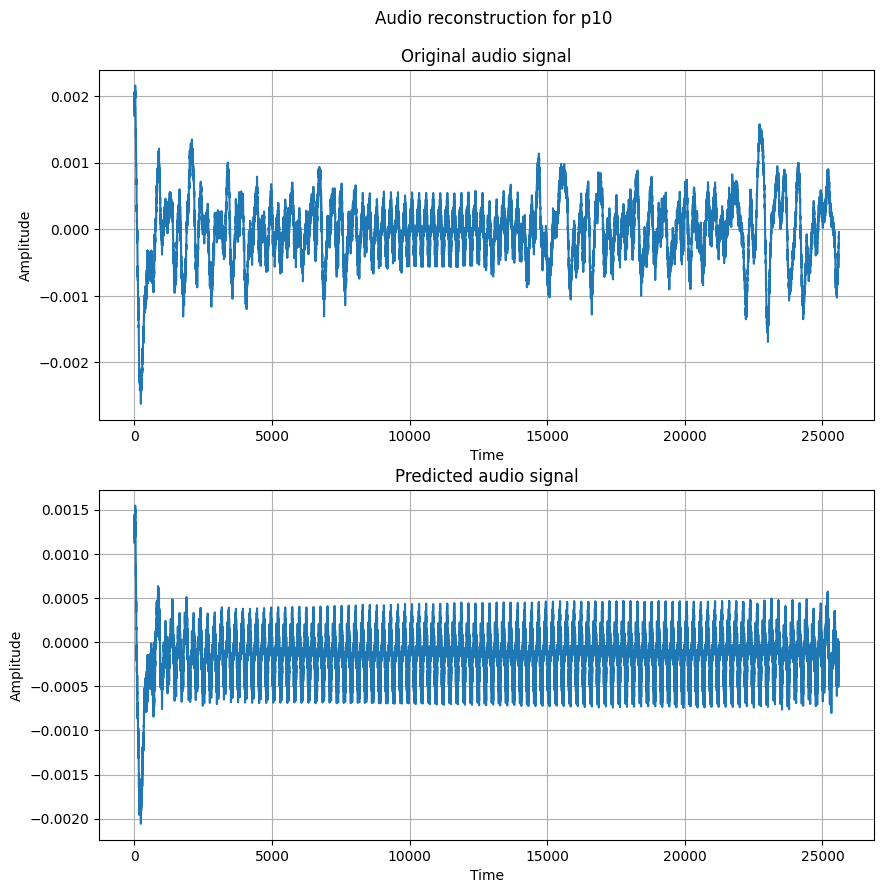 Audio reconstruction for p10
Original audio signal
0.002
0.001
0.000
−0.001
−0.002
Amplitude
0 5000 10000 15000 20000 25000
Time
Predicted audio signal
0.0015
0.0010
0.0005
0.0000
−0.0005
−0.0010
−0.0015
−0.0020
Amplitude
0 5000 10000 15000 20000 25000
Time